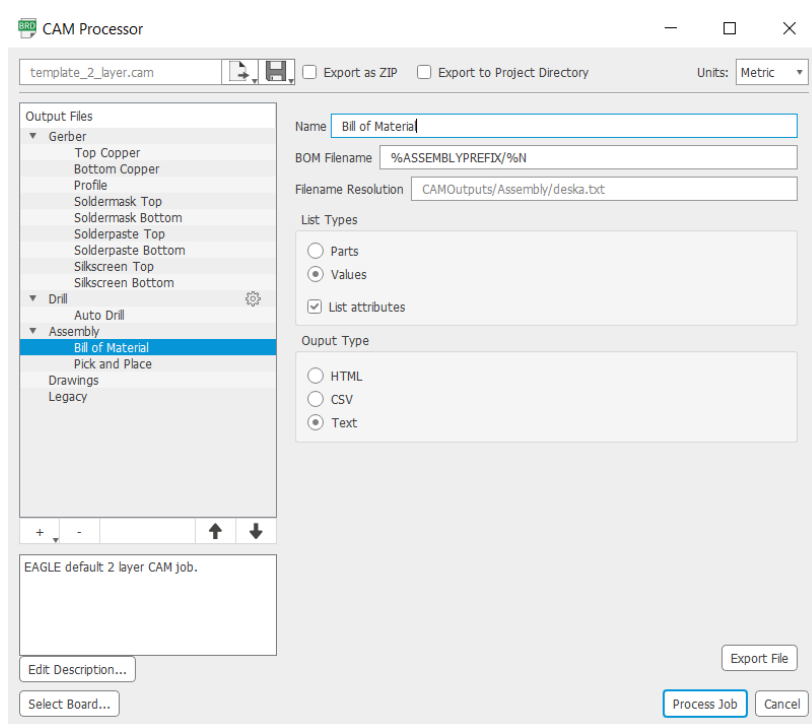 BRD CAM Processor
template_2_layer.cam Export as ZIP Export to Project Directory Units: Metric
Output Files
Gerber
Top Copper
Bottom Copper
Profile
Soldermask Top
Soldermask Bottom
Solderpaste Top
Solderpaste Bottom
Silkscreen Top
Silkscreen Bottom
Drill
Auto Drill
Assembly
Bill of Material
Pick and Place
Drawings
Legacy
+ -
EAGLE default 2 layer CAM job.
Edit Description...
Select Board...
Name Bill of Material
BOM Filename %ASSEMBLYPREFIX/%N
Filename Resolution CAMOutputs/Assembly/deska.txt
List Types
Parts
Values
List attributes
Ouput Type
HTML
CSV
Text
Export File
Process Job Cancel